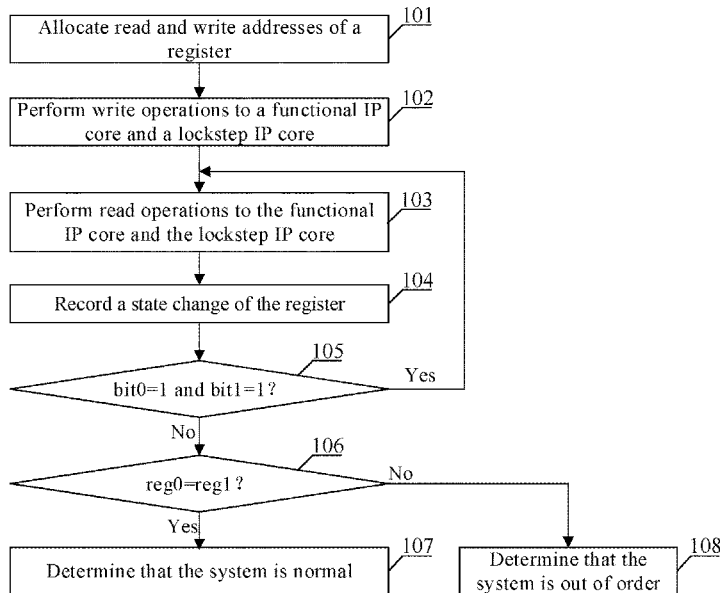 Allocate read and write addresses of a
register
101
Perform write operations to a functional IP
core and a lockstep IP core
102
Perform read operations to the functional
IP core and the lockstep IP core
103
Record a state change of the register
104
bit0=1 and bit1=1?
105
Yes
No
reg0=reg1?
106
No
Yes
Determine that the system is normal
107
Determine that the
system is out of order
108